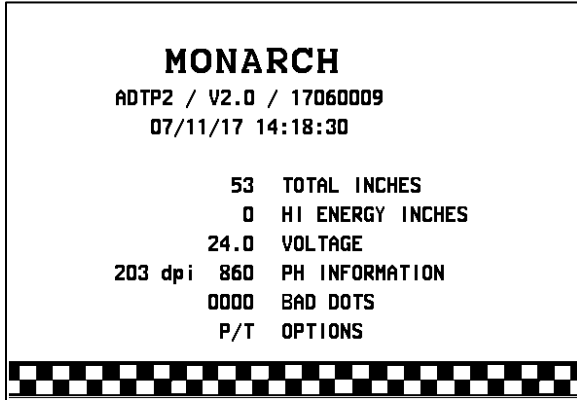 MONARCH
ADTP2 / V2.0 / 17060009
07/11/17 14:18:30
53 TOTAL INCHES
0 HI ENERGY INCHES
24.0 VOLTAGE
203 dpi 860 PH INFORMATION
0000 BAD DOTS
P/T OPTIONS